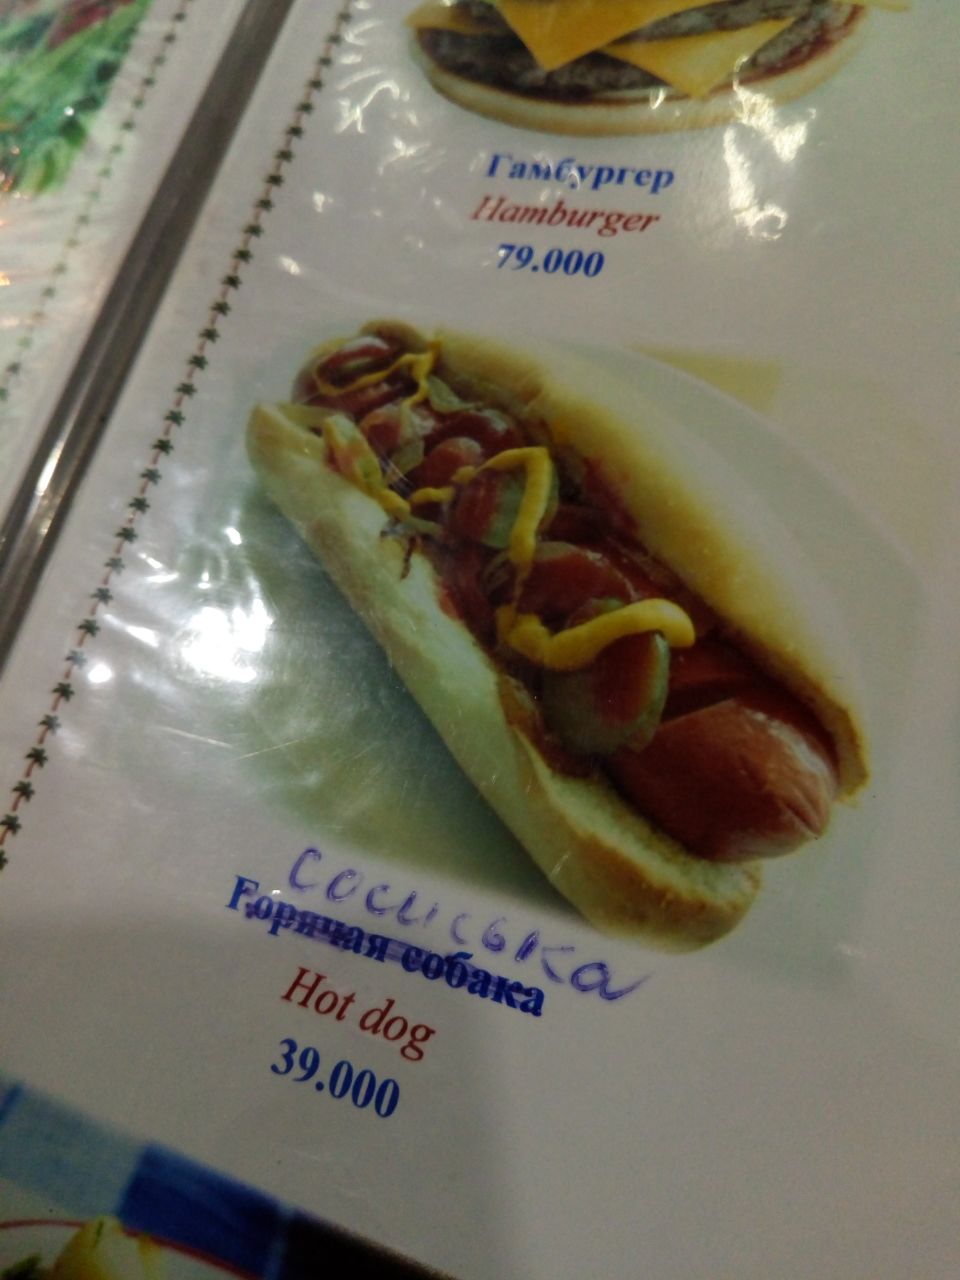 Гамбургер
Hamburger
79.000
сосиська
Горячая собака
Hot dog
39.000